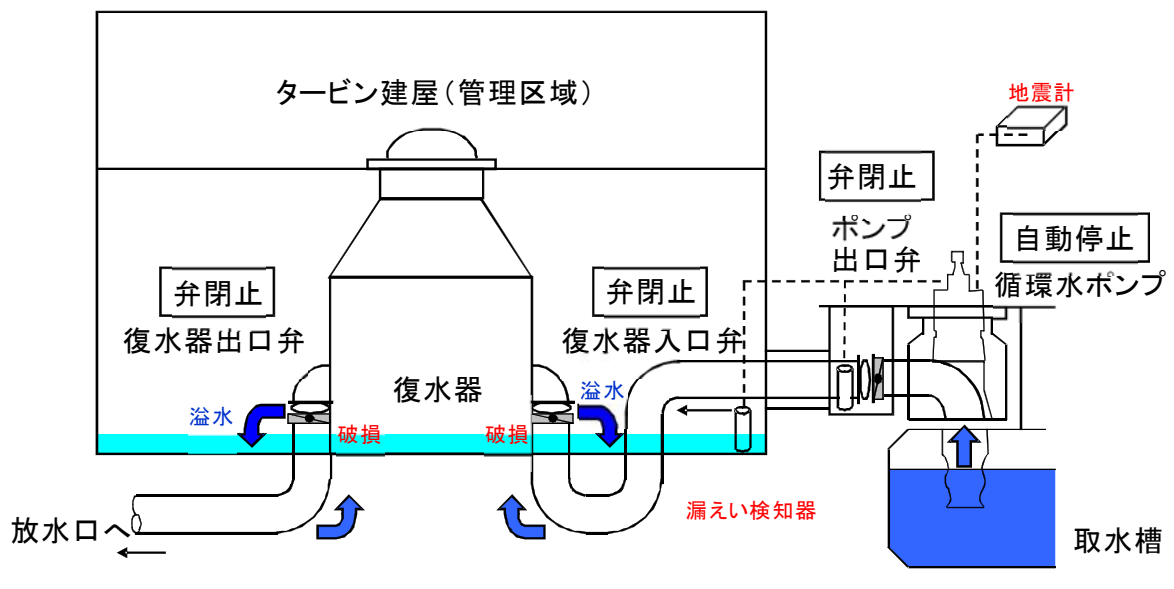 タービン建屋（管理区域）
地震計
弁閉止
ポンプ
出口弁
自動停止
循環水ポンプ
弁閉止
復水器出口弁
弁閉止
復水器入口弁
復水器
溢水
溢水
破損
破損
漏えい検知器
放水口へ
取水槽